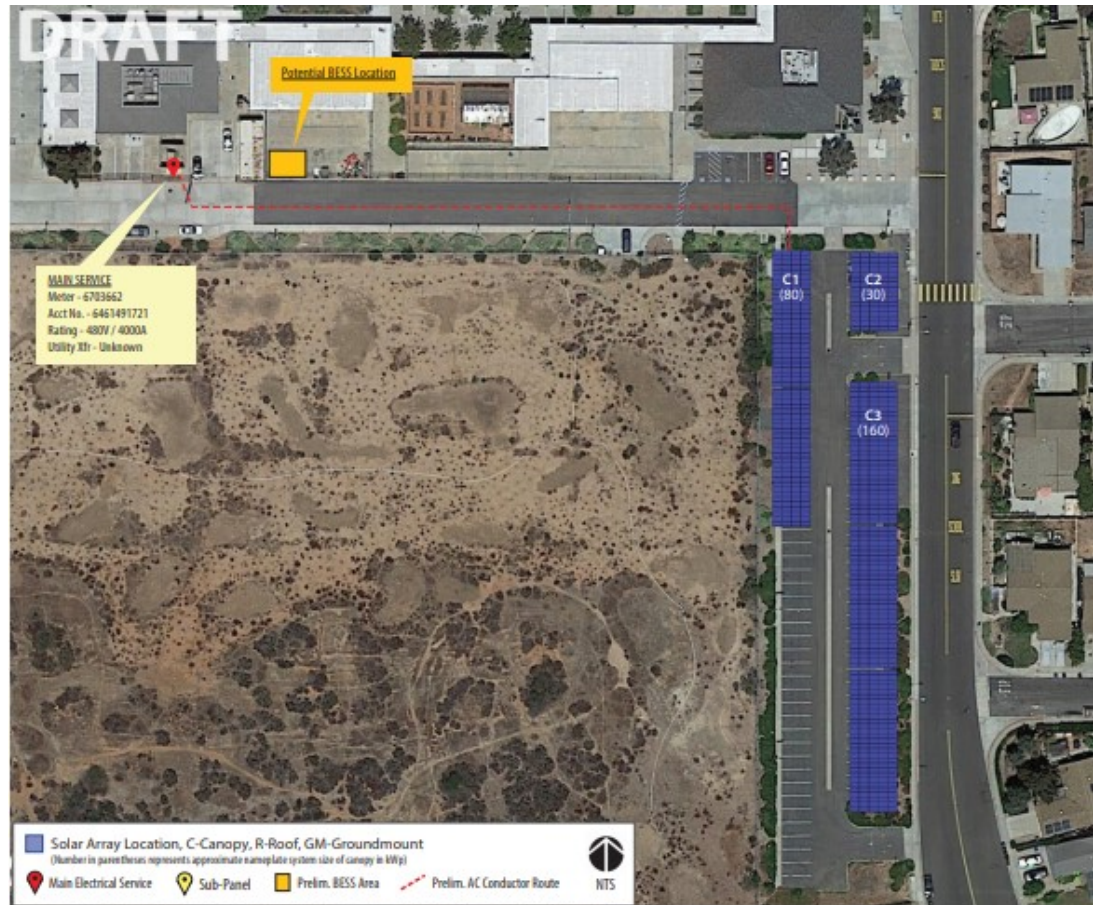 DRAFT
Potential BESS Location
MAIN SERVICE
Meter - 6703662
Acct No. - 6461491721
Rating - 480V / 4000A
Utility Xfr - Unknown
C1
(80)
C2
(30)
C3
(160)
Solar Array Location, C-Canopy, R-Roof, GM-Groundmount
(Number in parentheses represents approximate nameplate system size of canopy in kWp)
Main Electrical Service
Sub-Panel
Prelim. BESS Area
Prelim. AC Conductor Route
NTS